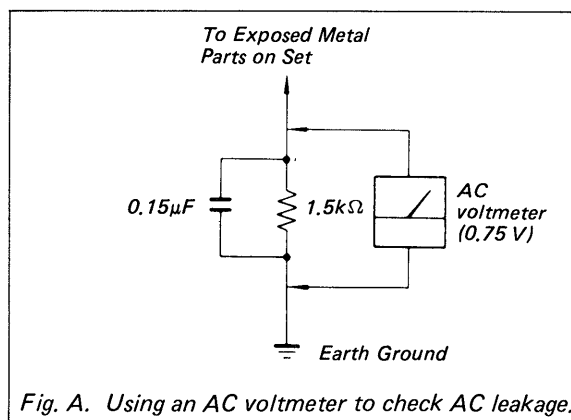 To Exposed Metal
Parts on Set
0.15μF
1.5kΩ
AC
voltmeter
(0.75 V)
Earth Ground
Fig. A. Using an AC voltmeter to check AC leakage.